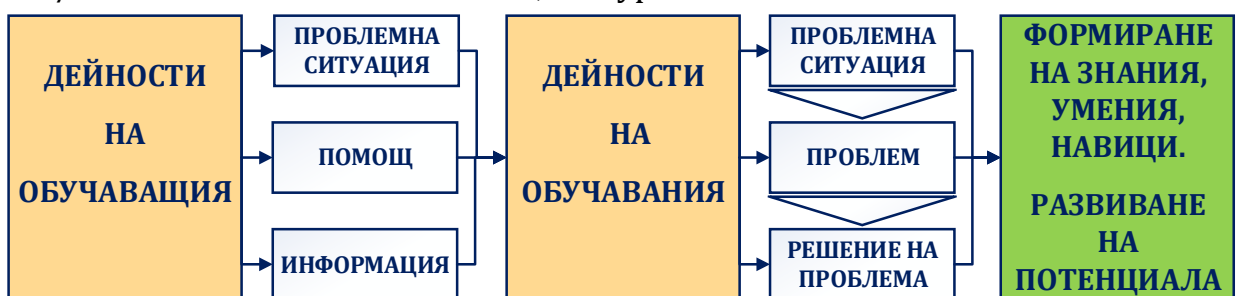 ДЕЙНОСТИ
НА
ОБУЧАВАЩИЯ
ПРОБЛЕМНА
СИТУАЦИЯ
ПОМОЩ
ИНФОРМАЦИЯ
ДЕЙНОСТИ
НА
ОБУЧАВАНИЯ
ПРОБЛЕМНА
СИТУАЦИЯ
ПРОБЛЕМ
РЕШЕНИЕ НА
ПРОБЛЕМА
ФОРМИРАНЕ
НА ЗНАНИЯ,
УМЕНИЯ,
НАВИЦИ.
РАЗВИВАНЕ
НА
ПОТЕНЦИАЛА